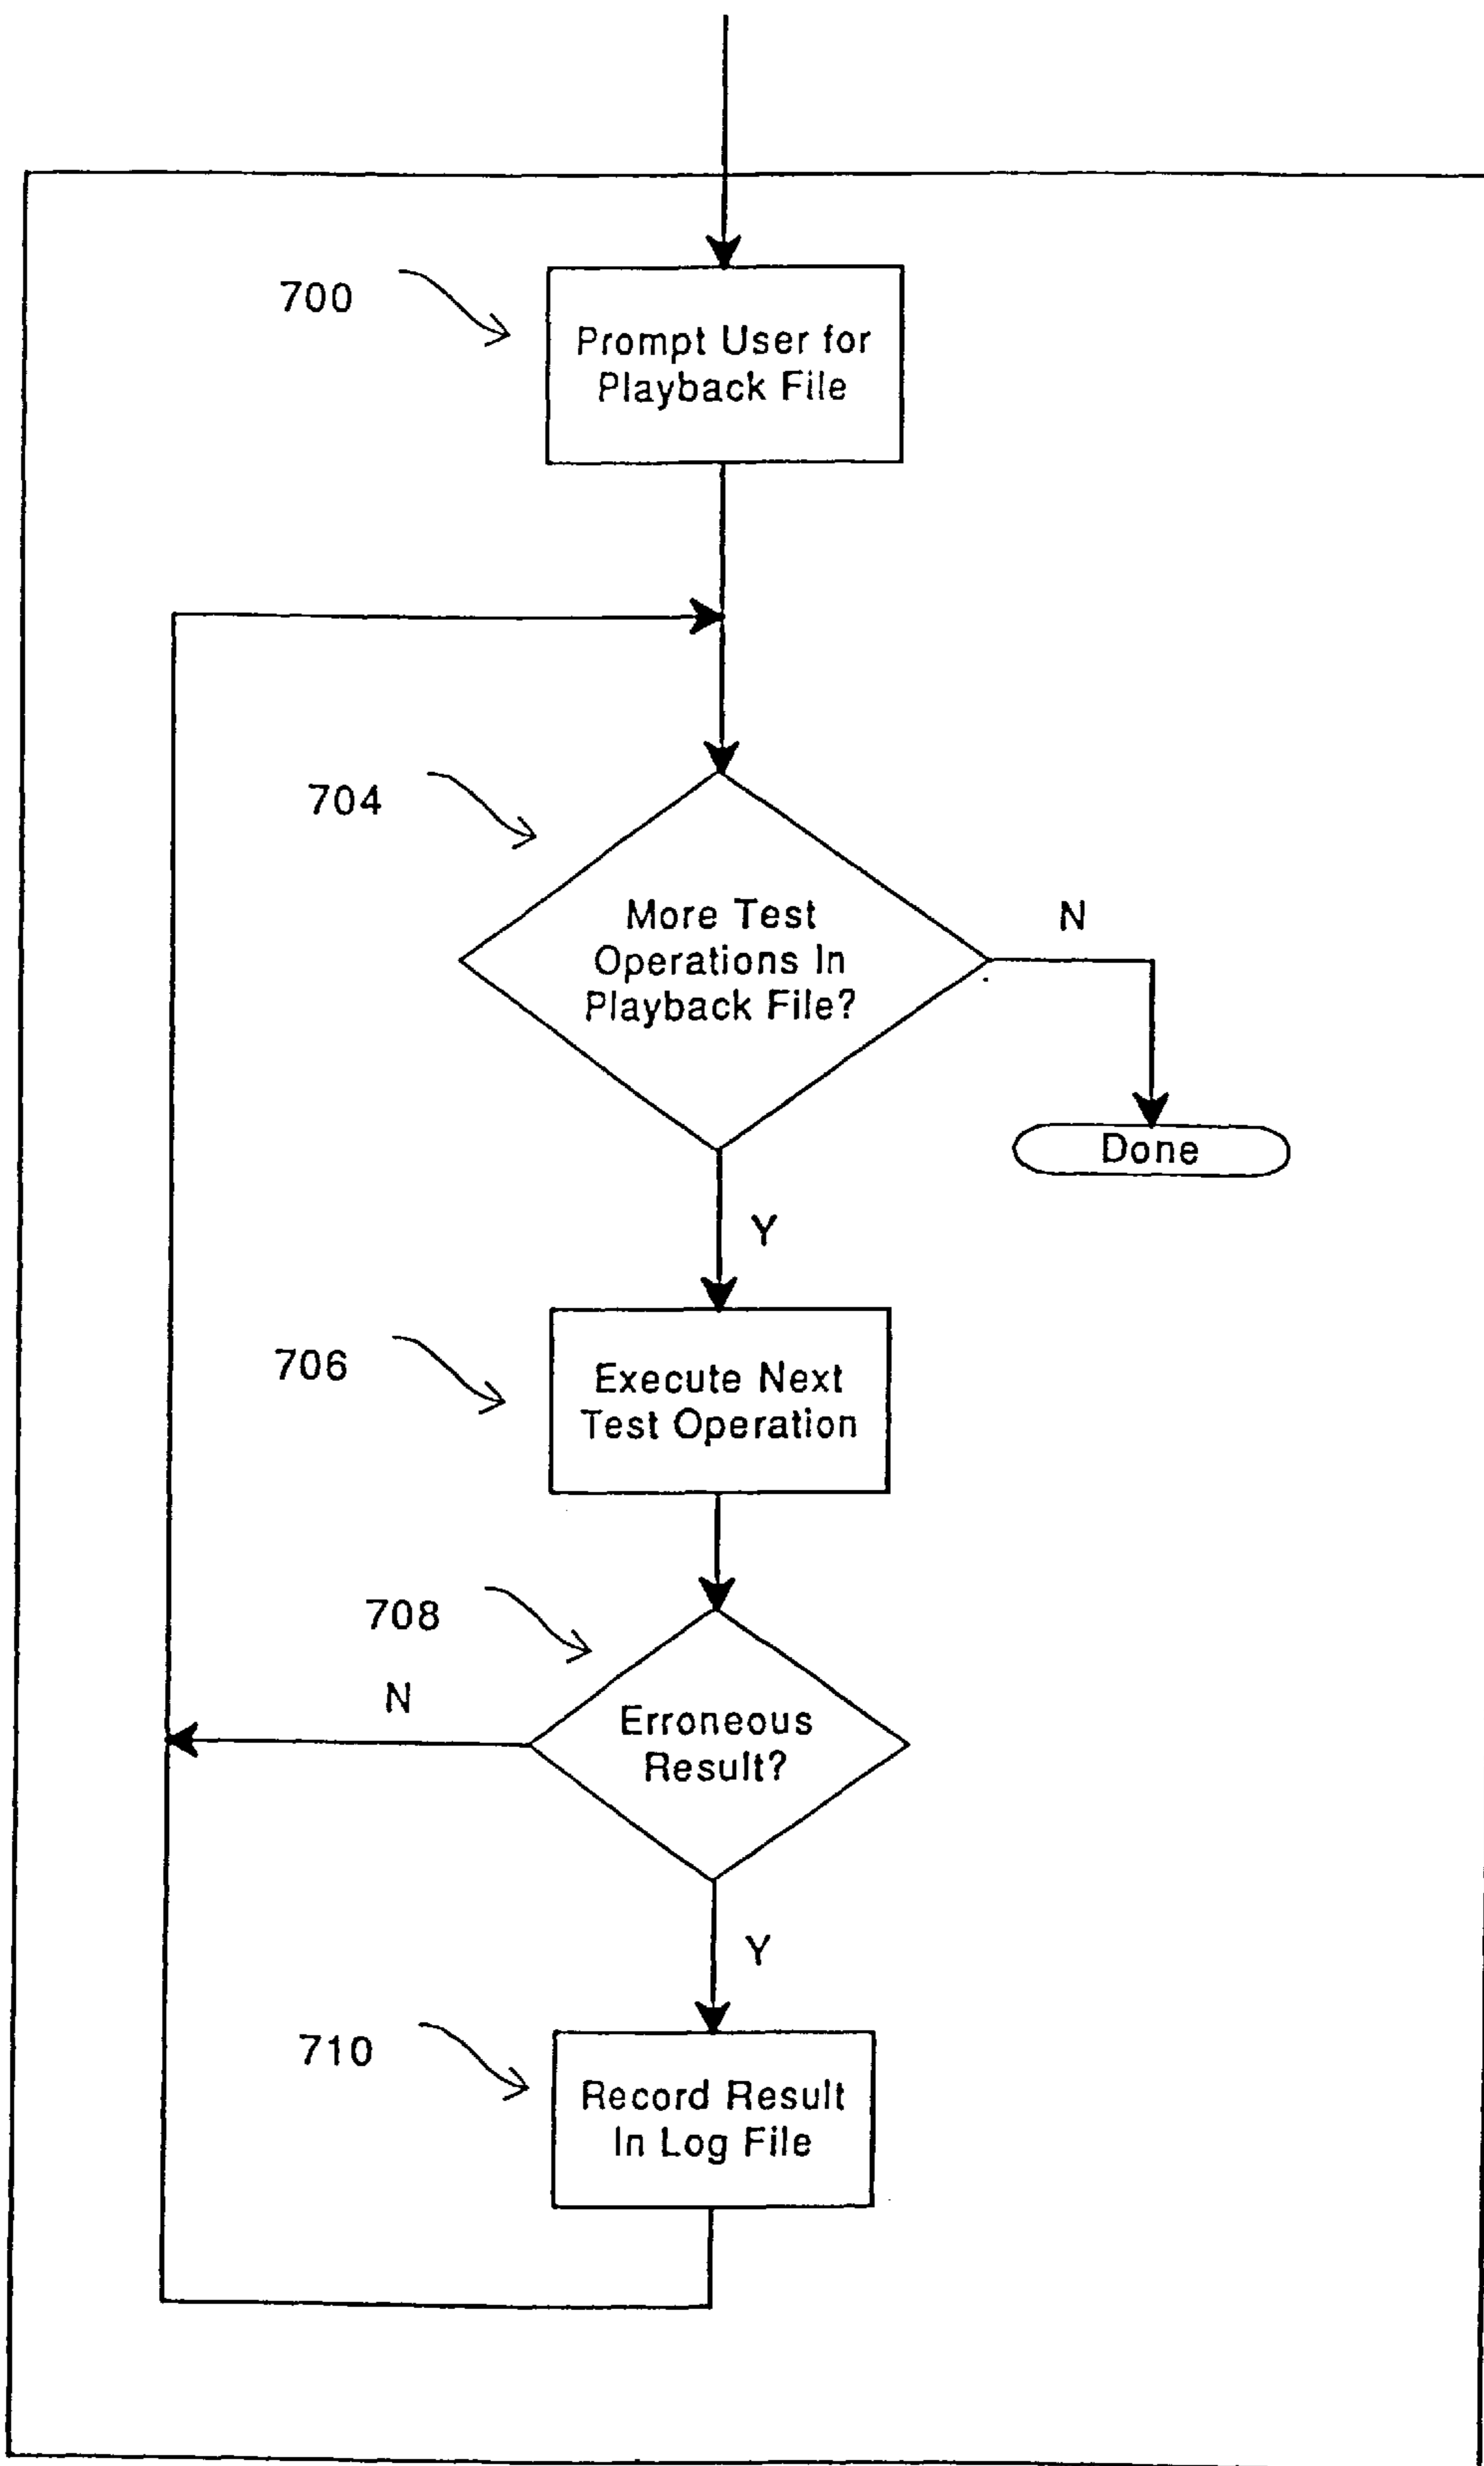 700
Prompt User for
Playback File
704
More Test
Operations In
Playback File?
N
Done
Y
706
Execute Next
Test Operation
708
N
Erroneous
Result?
Y
710
Record Result
In Log File